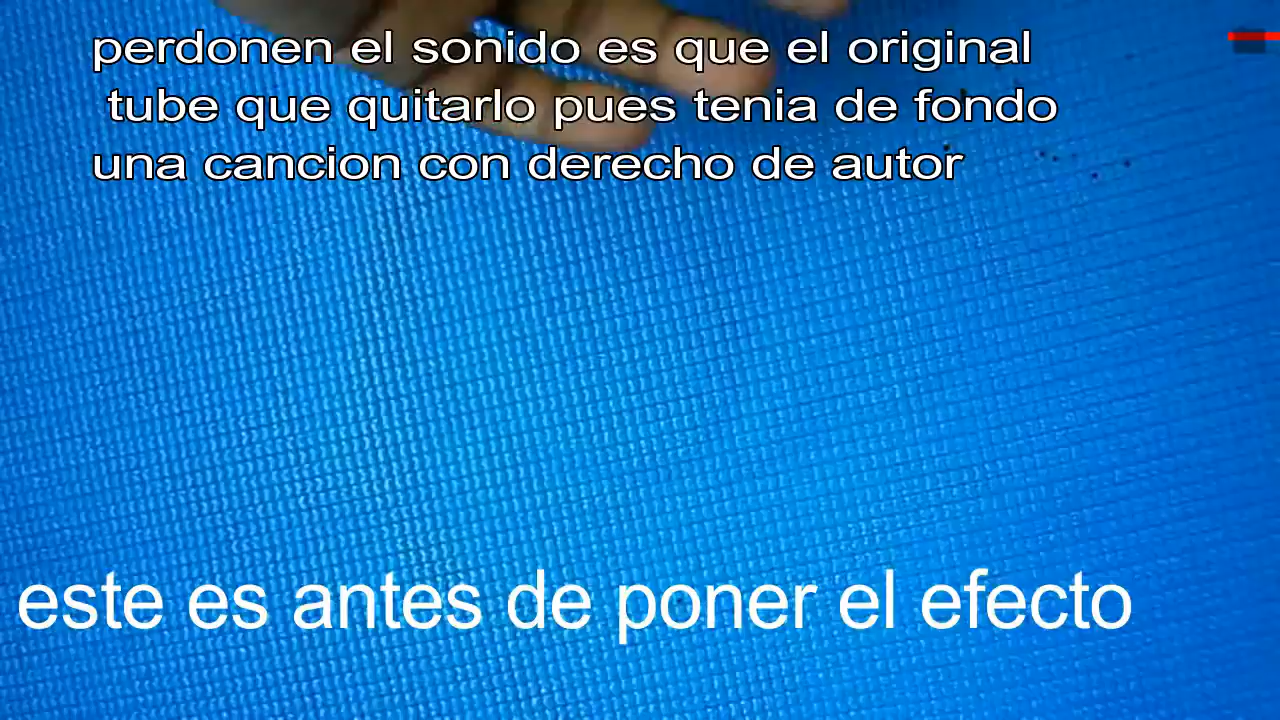 perdonen el sonido es que el original
tube que quitarlo pues tenia de fondo
una cancion con derecho de autor
este es antes de poner el efecto